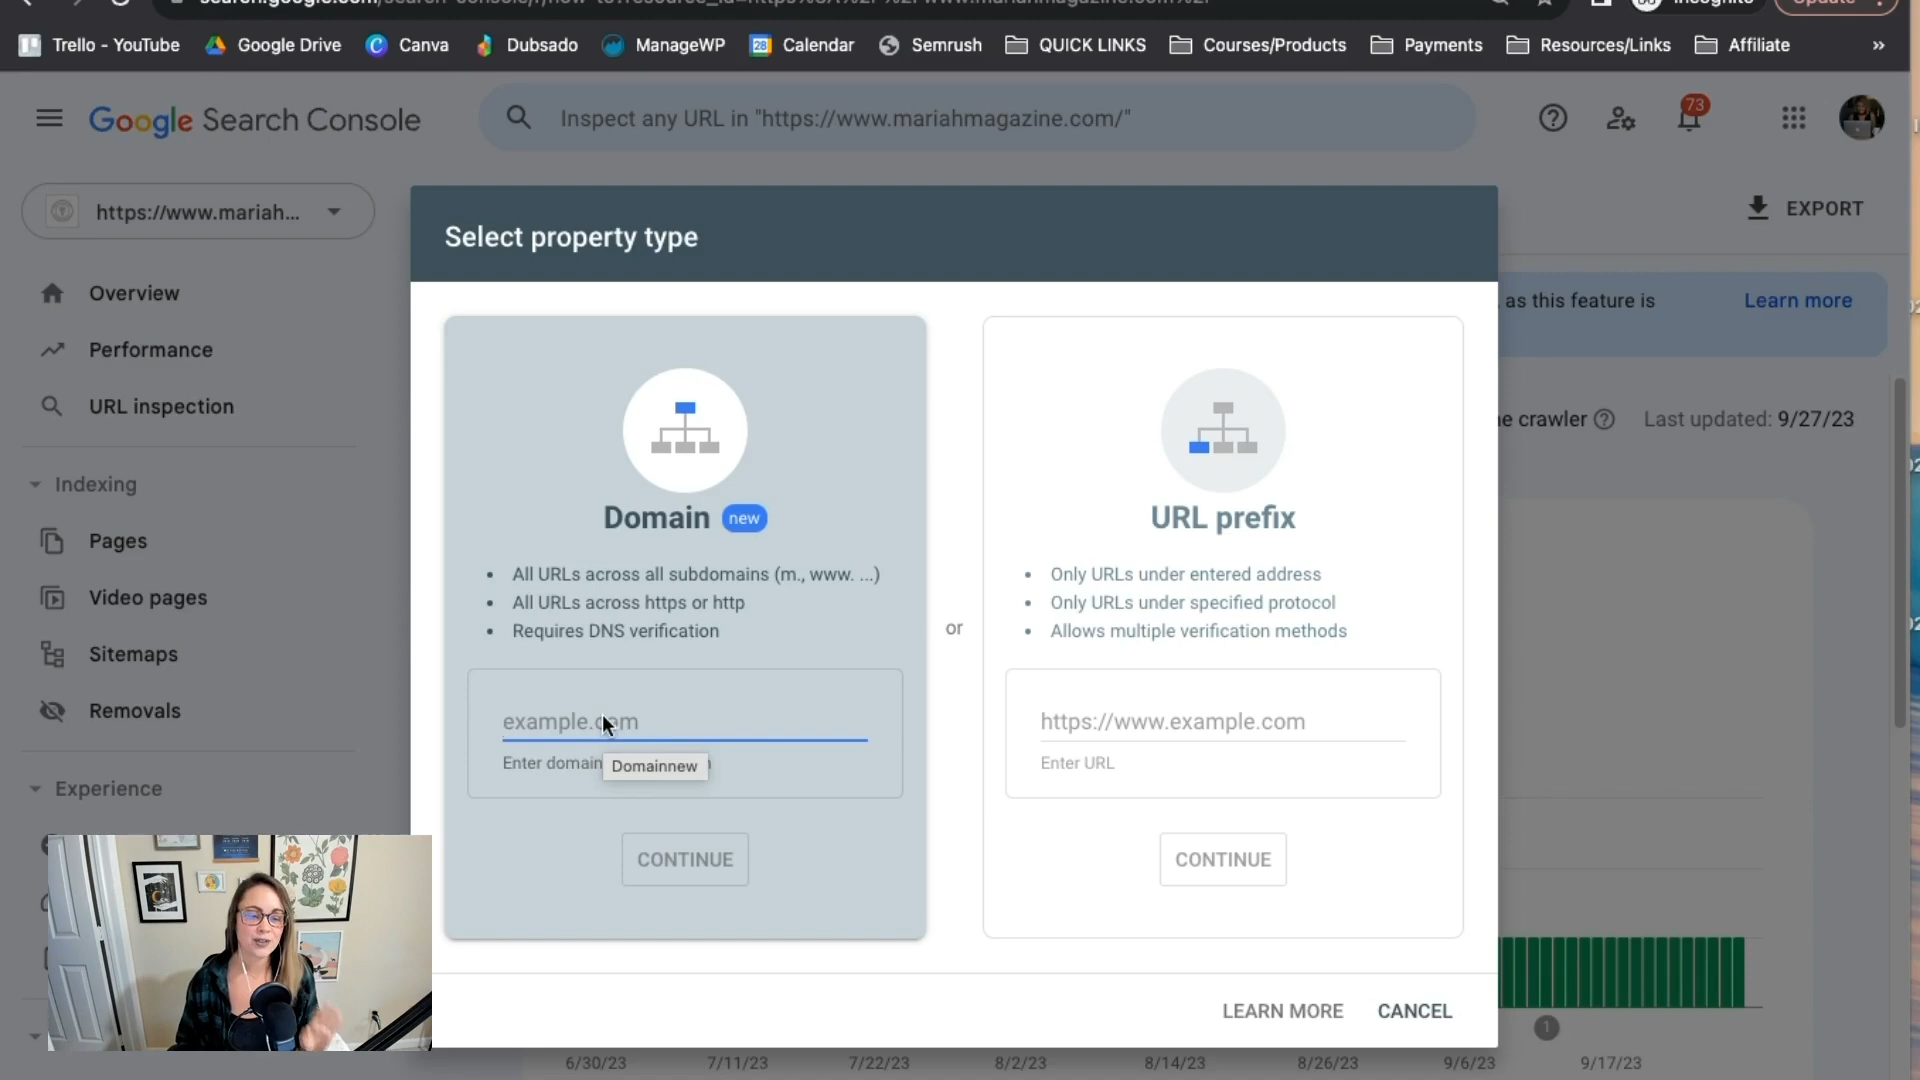 Trello - YouTube
Google Drive
Canva
Dubsado
ManageWP
28
Calendar
Semrush
QUICK LINKS
Courses/Products
Payments
Resources/Links
Affiliate
»
Google Search Console
Inspect any URL in "https://www.mariahmagazine.com/"
73
https://www.mariah...
EXPORT
Overview
Performance
URL inspection
Indexing
Pages
Video pages
Sitemaps
Removals
Experience
Select property type
Domain new
• All URLs across all subdomains (m., www. ...)
• All URLs across https or http
• Requires DNS verification
example.com
Enter domain
Domainnew
CONTINUE
or
URL prefix
• Only URLs under entered address
• Only URLs under specified protocol
• Allows multiple verification methods
https://www.example.com
Enter URL
CONTINUE
LEARN MORE
CANCEL
as this feature is
Learn more
crawler
Last updated: 9/27/23
1
6/30/23
7/11/23
7/22/23
8/2/23
8/14/23
8/26/23
9/6/23
9/17/23